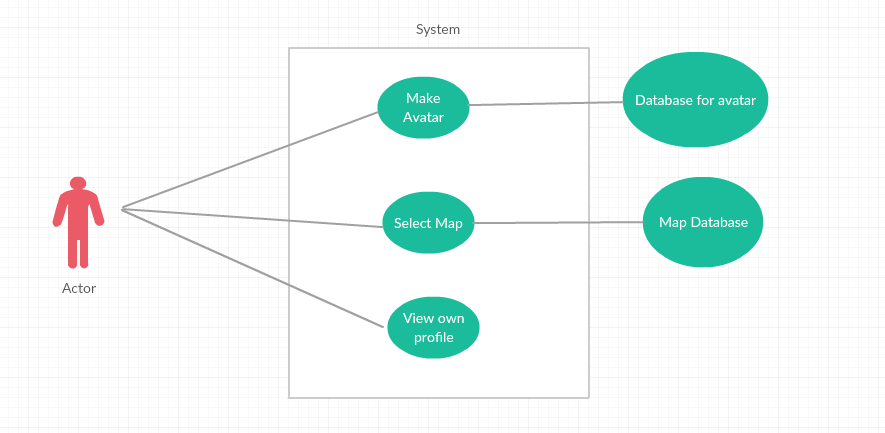 System
Make
Avatar
Database for avatar
Select Map
Map Database
Actor
View own
profile